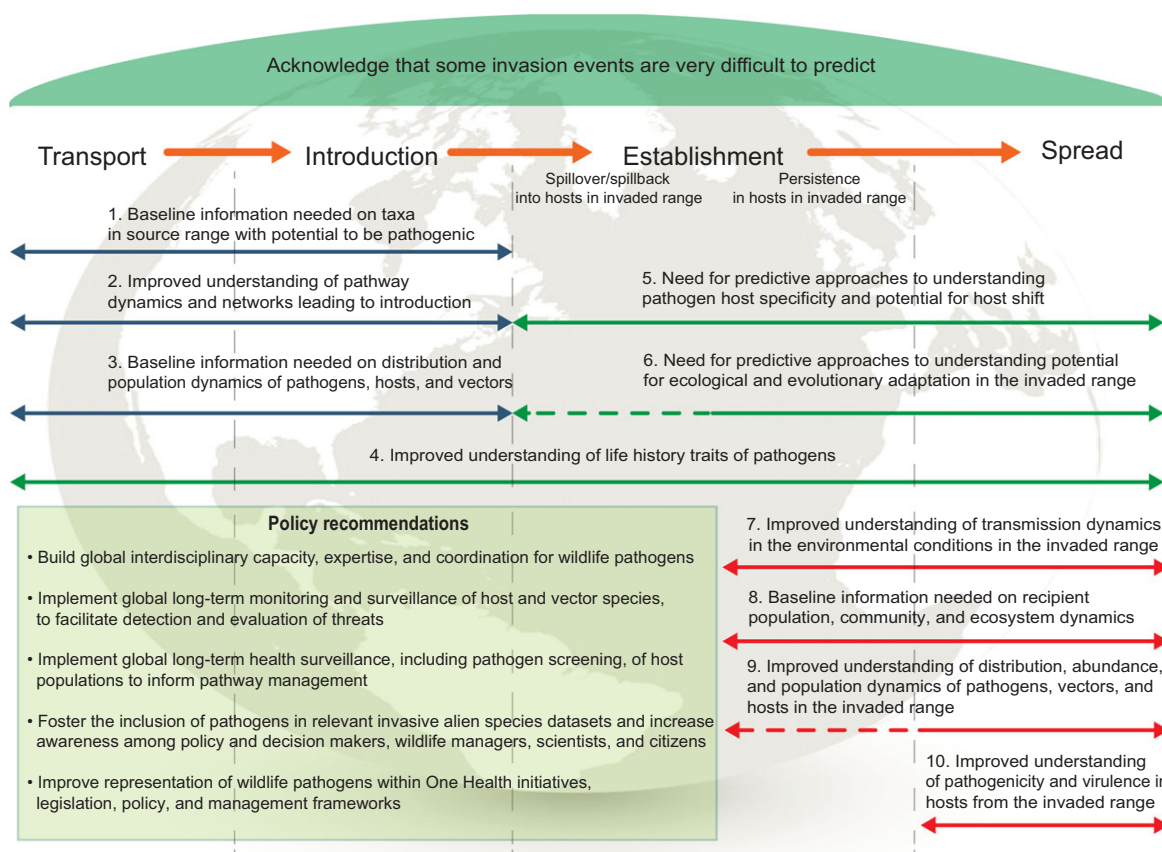 Acknowledge that some invasion events are very difficult to predict
Transport
Introduction
Establishment
Spread
Spillover/spillback
into hosts in invaded range
Persistence
in hosts in invaded range
1. Baseline information needed on taxa
in source range with potential to be pathogenic
2. Improved understanding of pathway
dynamics and networks leading to introduction
5. Need for predictive approaches to understanding
pathogen host specificity and potential for host shift
3. Baseline information needed on distribution and
population dynamics of pathogens, hosts, and vectors
6. Need for predictive approaches to understanding potential
for ecological and evolutionary adaptation in the invaded range
4. Improved understanding of life history traits of pathogens
Policy recommendations
• Build global interdisciplinary capacity, expertise, and coordination for wildlife pathogens
• Implement global long-term monitoring and surveillance of host and vector species,
to facilitate detection and evaluation of threats
• Implement global long-term health surveillance, including pathogen screening, of host
populations to inform pathway management
• Foster the inclusion of pathogens in relevant invasive alien species datasets and increase
awareness among policy and decision makers, wildlife managers, scientists, and citizens
• Improve representation of wildlife pathogens within One Health initiatives,
legislation, policy, and management frameworks
7. Improved understanding of transmission dynamics
in the environmental conditions in the invaded range
8. Baseline information needed on recipient
population, community, and ecosystem dynamics
9. Improved understanding of distribution, abundance,
and population dynamics of pathogens, vectors, and
hosts in the invaded range
10. Improved understanding
of pathogenicity and virulence in
hosts from the invaded range